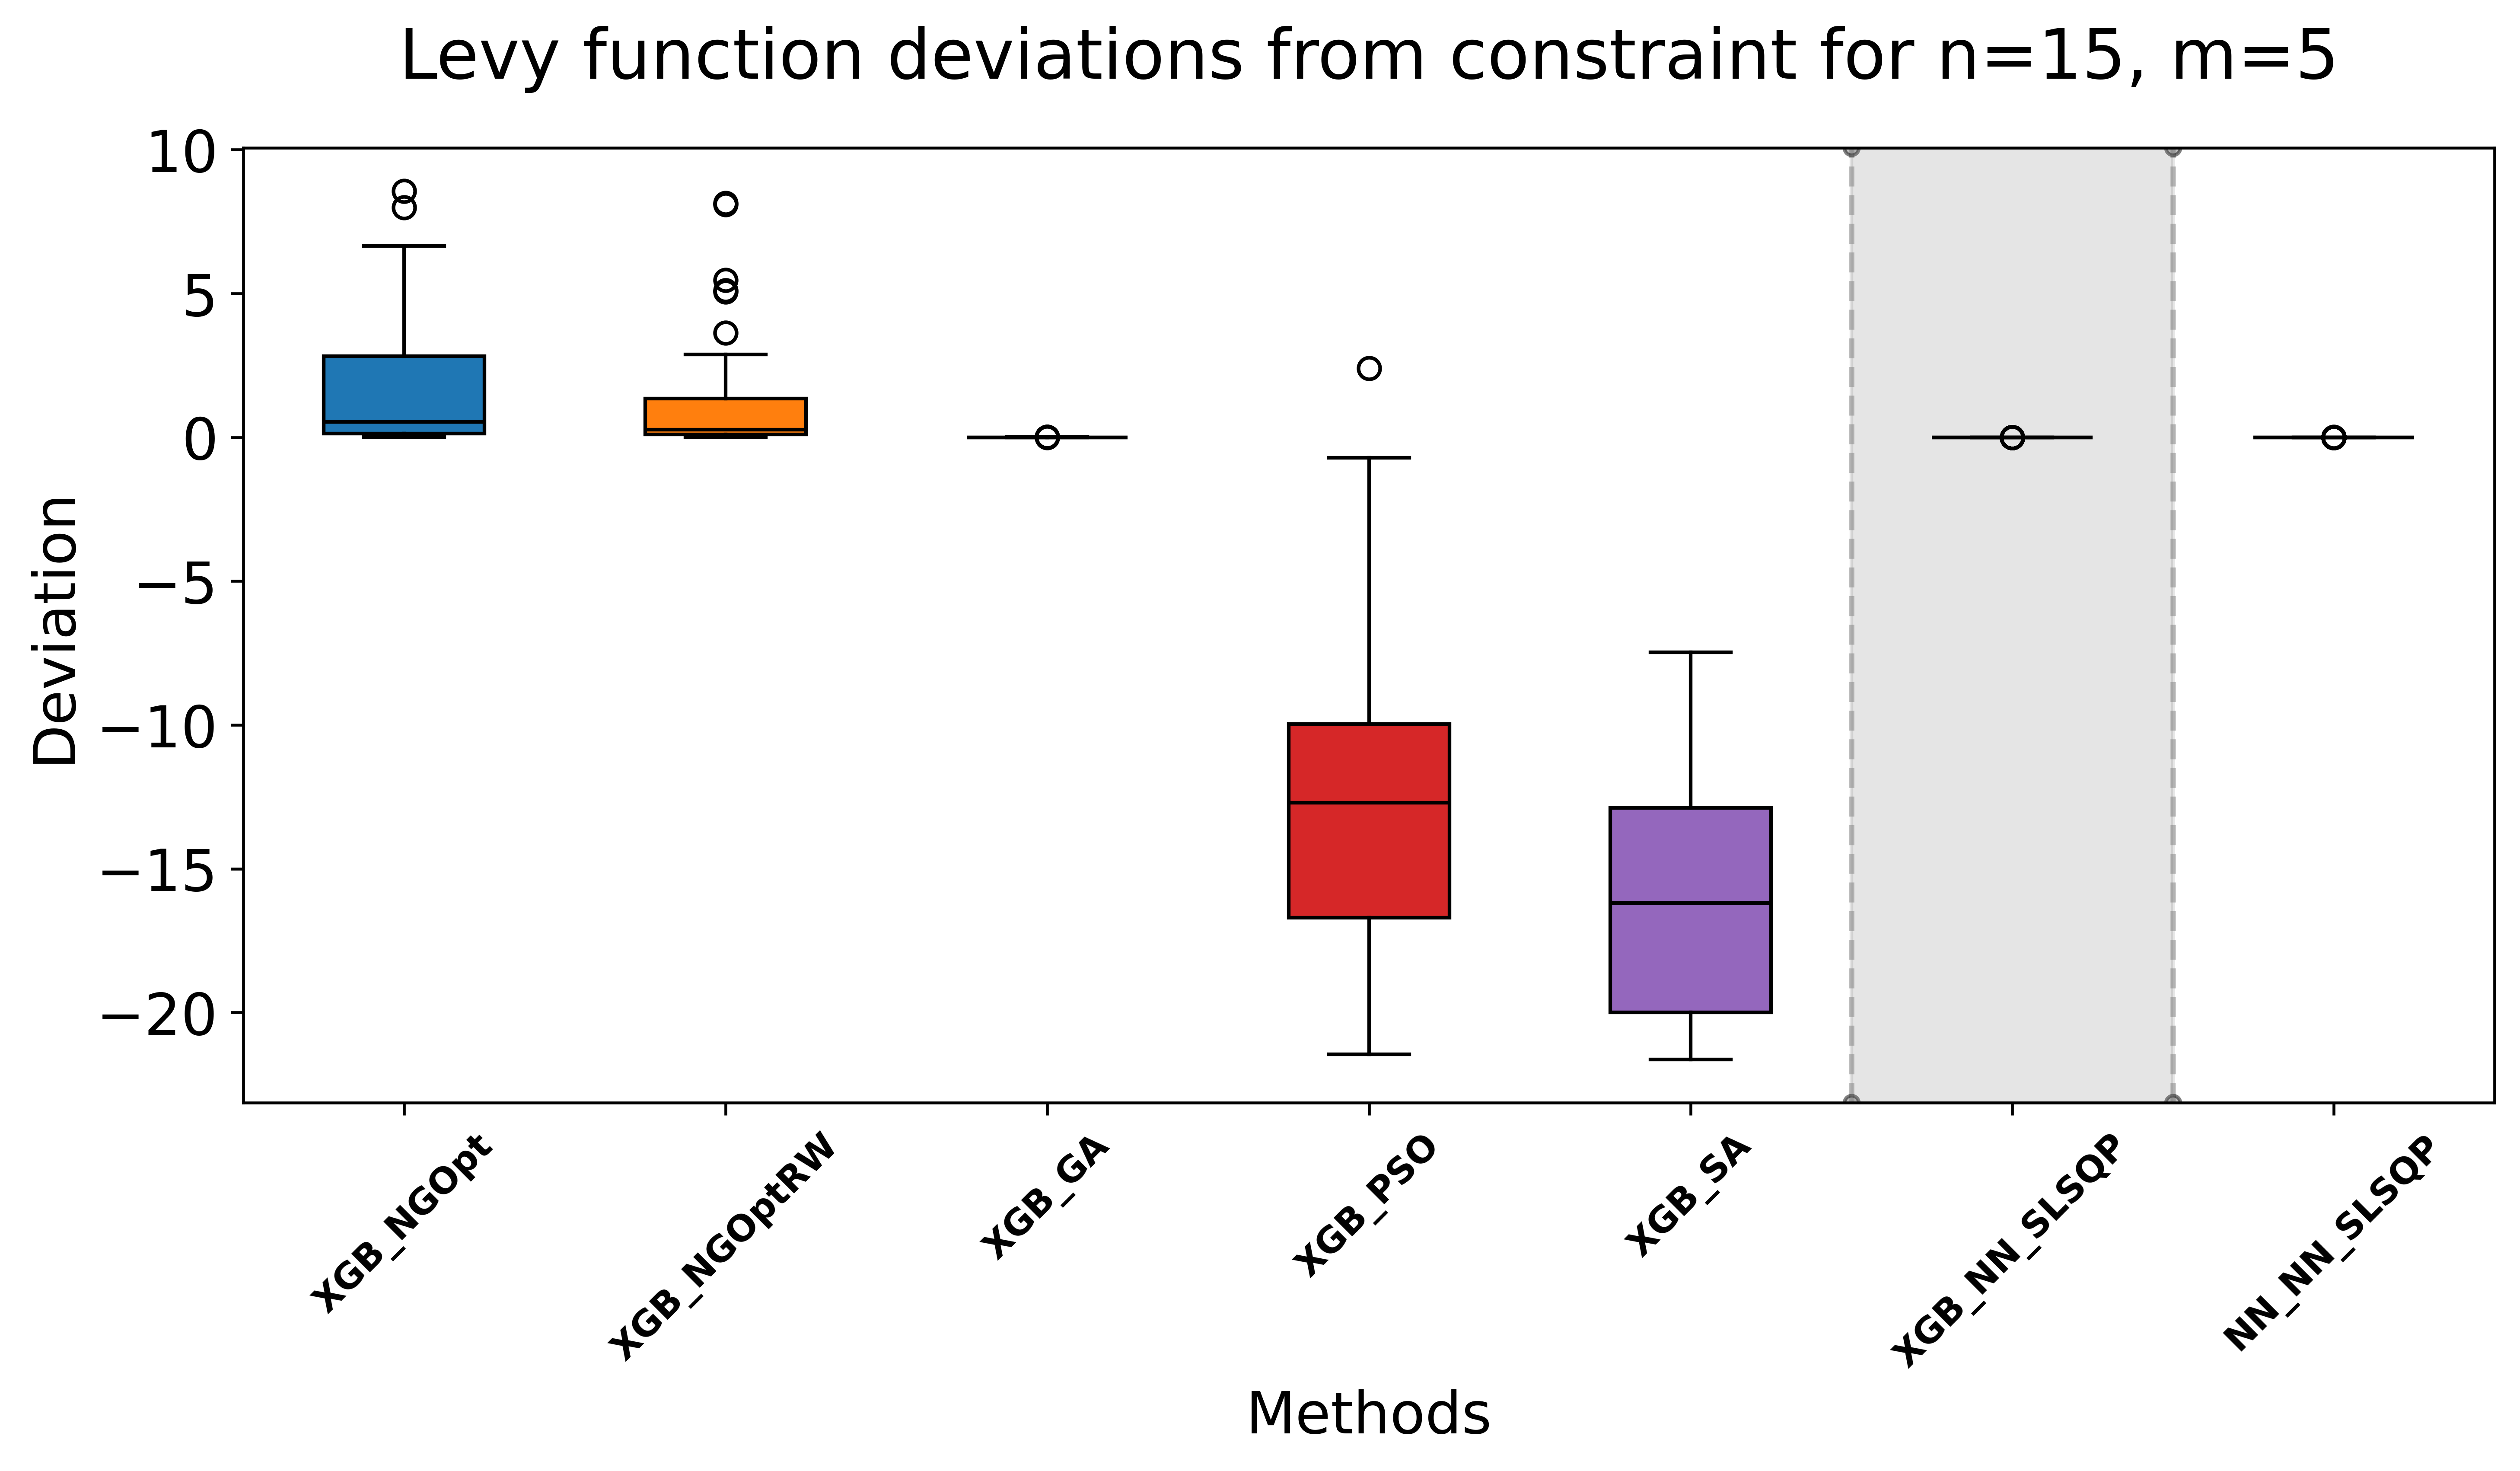 Levy function deviations from constraint for n=15, m=5
10
5
0
−5
−10
−15
−20
Deviation
XGB_NGOpt
XGB_NGOptRW
XGB_GA
XGB_PSO
XGB_SA
XGB_NN_SLSQP
NN_NN_SLSQP
Methods